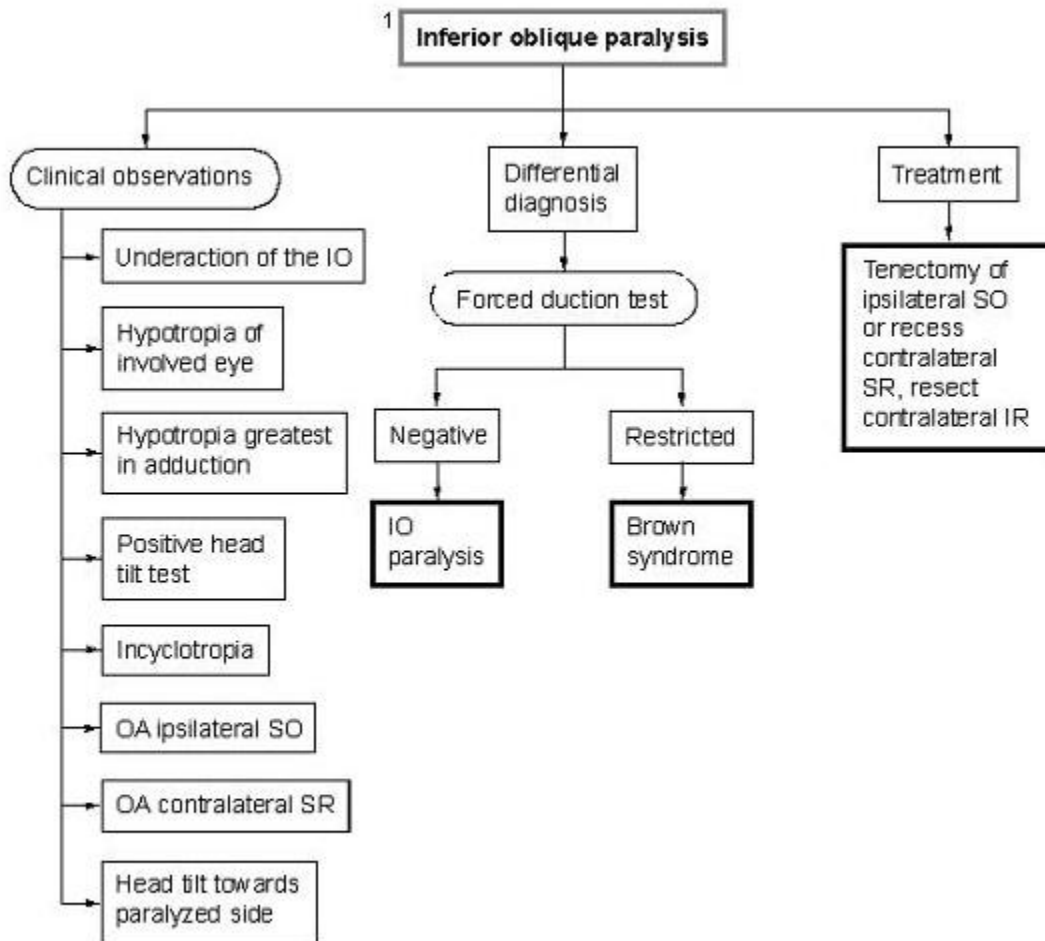 1
Inferior oblique paralysis
Clinical observations
Underaction of the IO
Hypotropia of
involved eye
Hypotropia greatest
in adduction
Positive head
tilt test
Incyclotropia
OA ipsilateral SO
OA contralateral SR
Head tilt towards
paralyzed side
Differential
diagnosis
Forced duction test
Negative
IO
paralysis
Restricted
Brown
syndrome
Treatment
Tenectomy of
ipsilateral SO
or recess
contralateral
SR, resect
contralateral IR